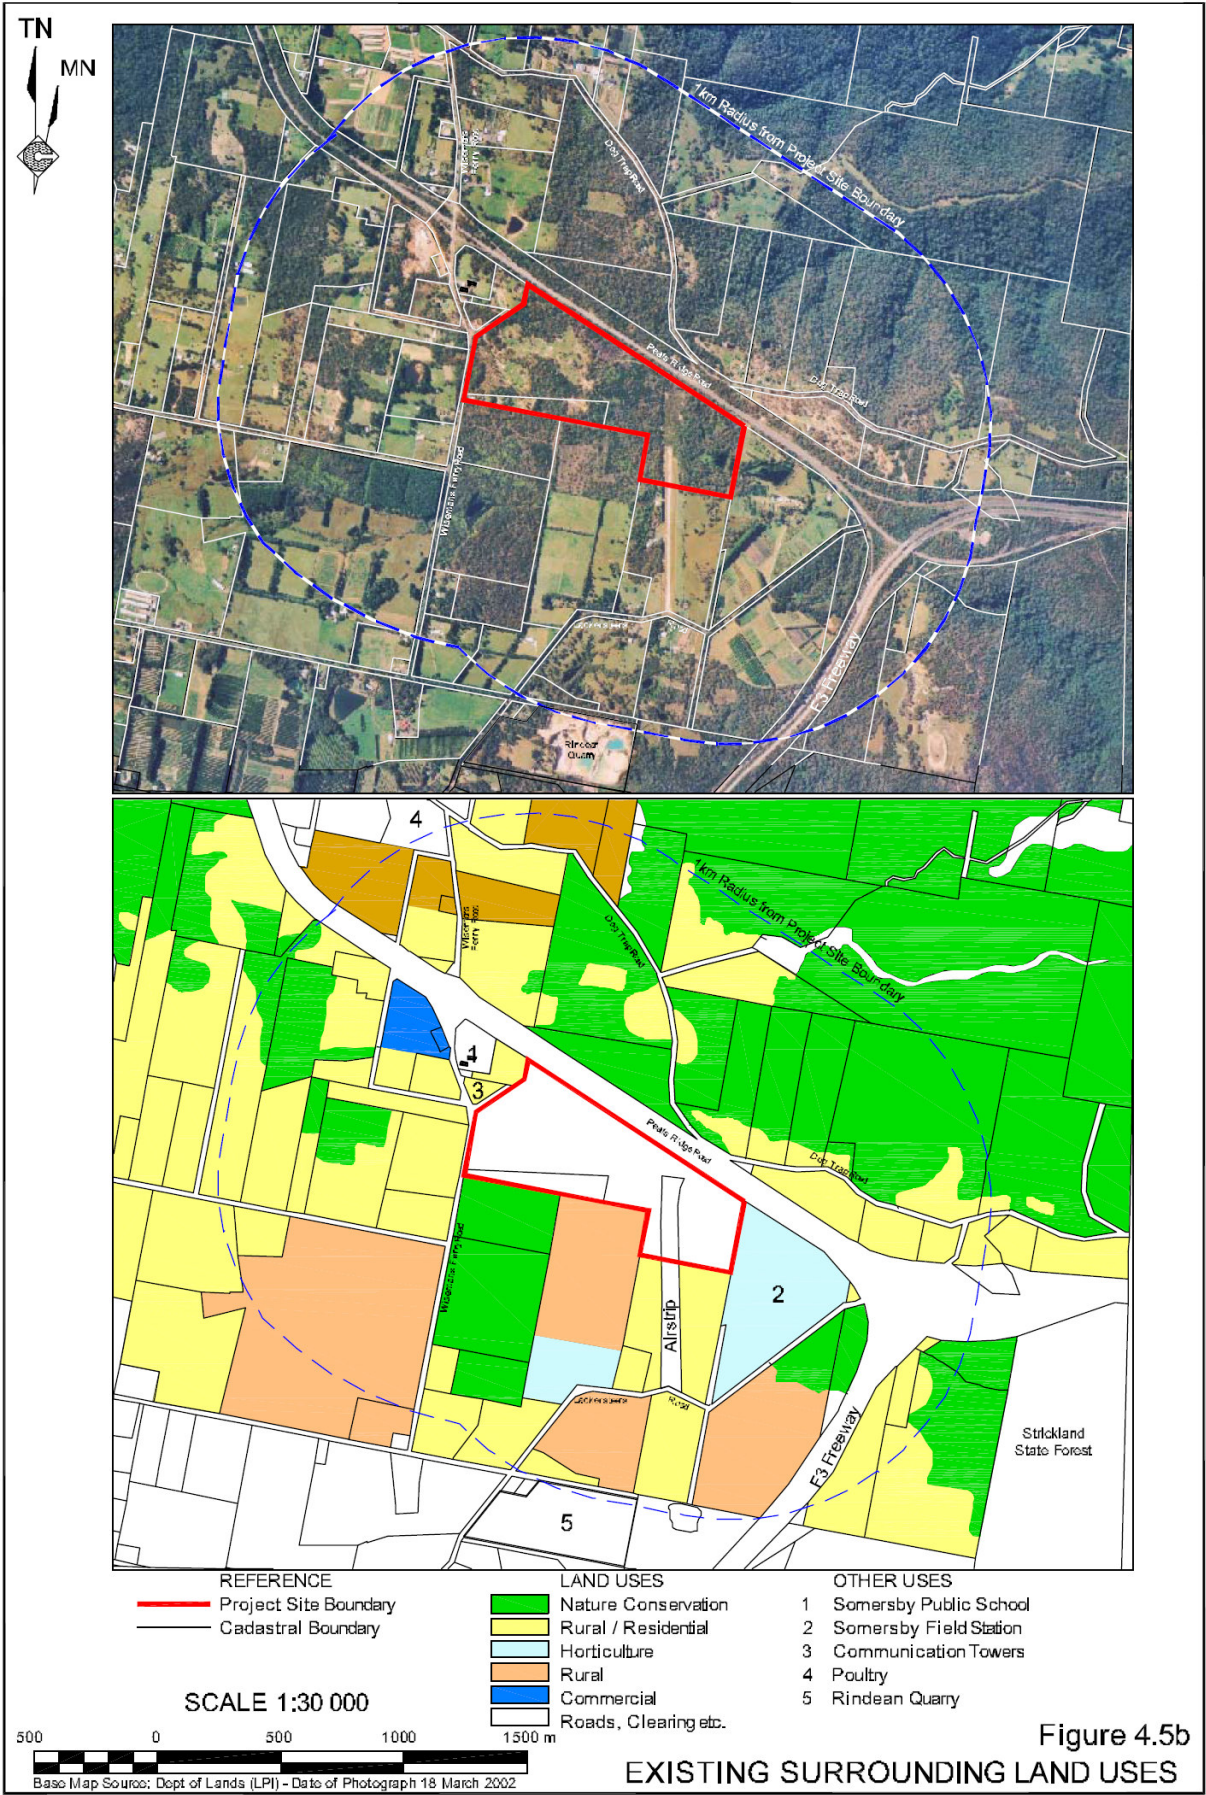 TN
MN
1km Radius from Project Site Boundary
Wisemans
Ferry Road
Dog Trap Road
Peats Ridge Road
Dog Trap Road
Wisemans Ferry Road
Road
F3 Freeway
Rindean
Quarry
4
1km Radius from Project Site Boundary
Wisemans
Ferry Road
Dog Trap Road
1
3
Peats Ridge Road
Dog Trap Road
Wisemans Ferry Road
2
Airstrip
Road
F3 Freeway
Strickland
State Forest
5
REFERENCE
Project Site Boundary
Cadastral Boundary
SCALE 1:30 000
500 0 500 1000 1500 m
Base Map Source: Dept of Lands (LPI) - Date of Photograph 18 March 2002
LAND USES
Nature Conservation
Rural / Residential
Horticulture
Rural
Commercial
Roads, Clearing etc.
OTHER USES
1 Somersby Public School
2 Somersby Field Station
3 Communication Towers
4 Poultry
5 Rindean Quarry
Figure 4.5b
EXISTING SURROUNDING LAND USES